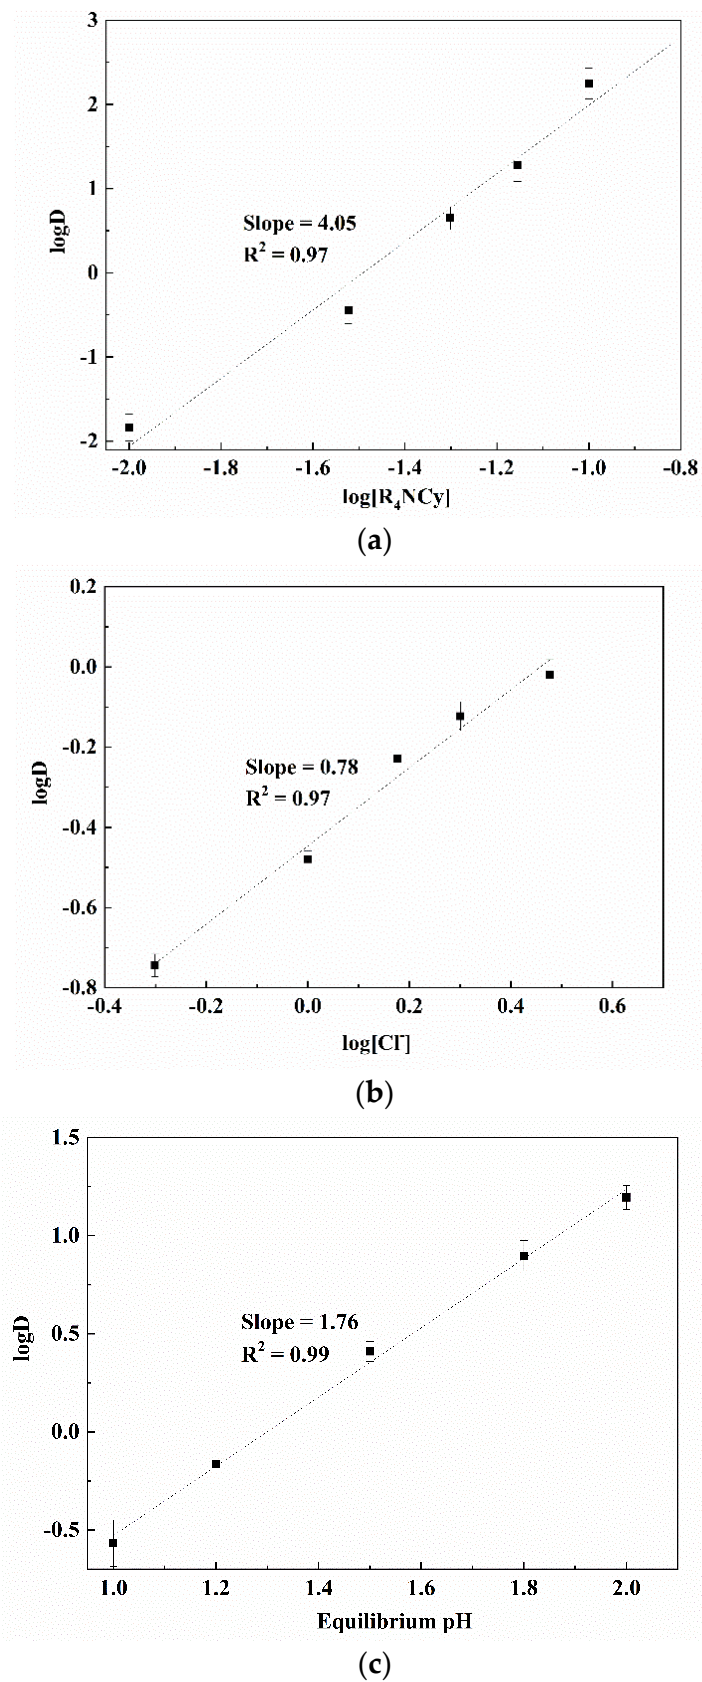 3
2
1
0
-1
-2
logD
Slope = 4.05
R² = 0.97
-2.0 -1.8 -1.6 -1.4 -1.2 -1.0 -0.8
log[R₄NCy]
(a)
0.2
0.0
-0.2
-0.4
-0.6
-0.8
logD
Slope = 0.78
R² = 0.97
-0.4 -0.2 0.0 0.2 0.4 0.6
log[Cl⁻]
(b)
1.5
1.0
0.5
0.0
-0.5
logD
Slope = 1.76
R² = 0.99
1.0 1.2 1.4 1.6 1.8 2.0
Equilibrium pH
(c)